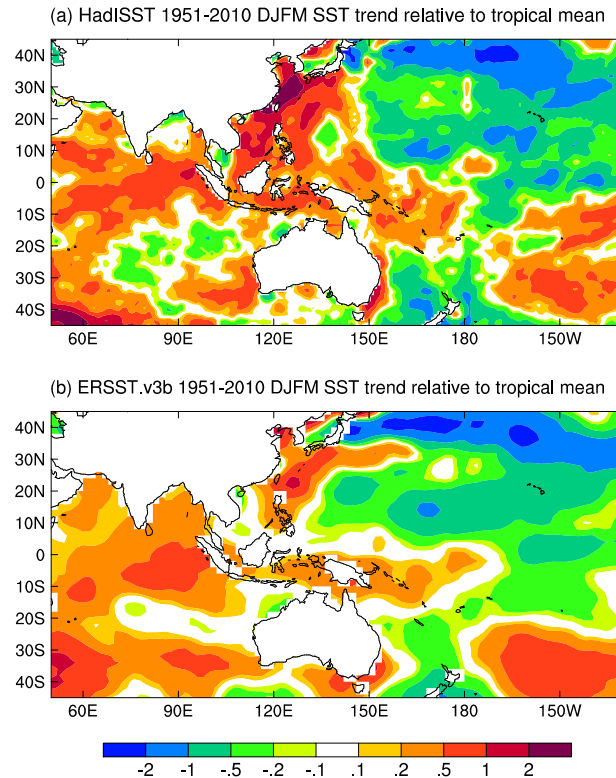 (a) HadISST 1951-2010 DJFM SST trend relative to tropical mean
40N
30N
20N
10N
0
10S
20S
30S
40S
60E 90E 120E 150E 180 150W
(b) ERSST.v3b 1951-2010 DJFM SST trend relative to tropical mean
40N
30N
20N
10N
0
10S
20S
30S
40S
60E 90E 120E 150E 180 150W
-2 -1 -.5 -.2 -.1 .1 .2 .5 1 2